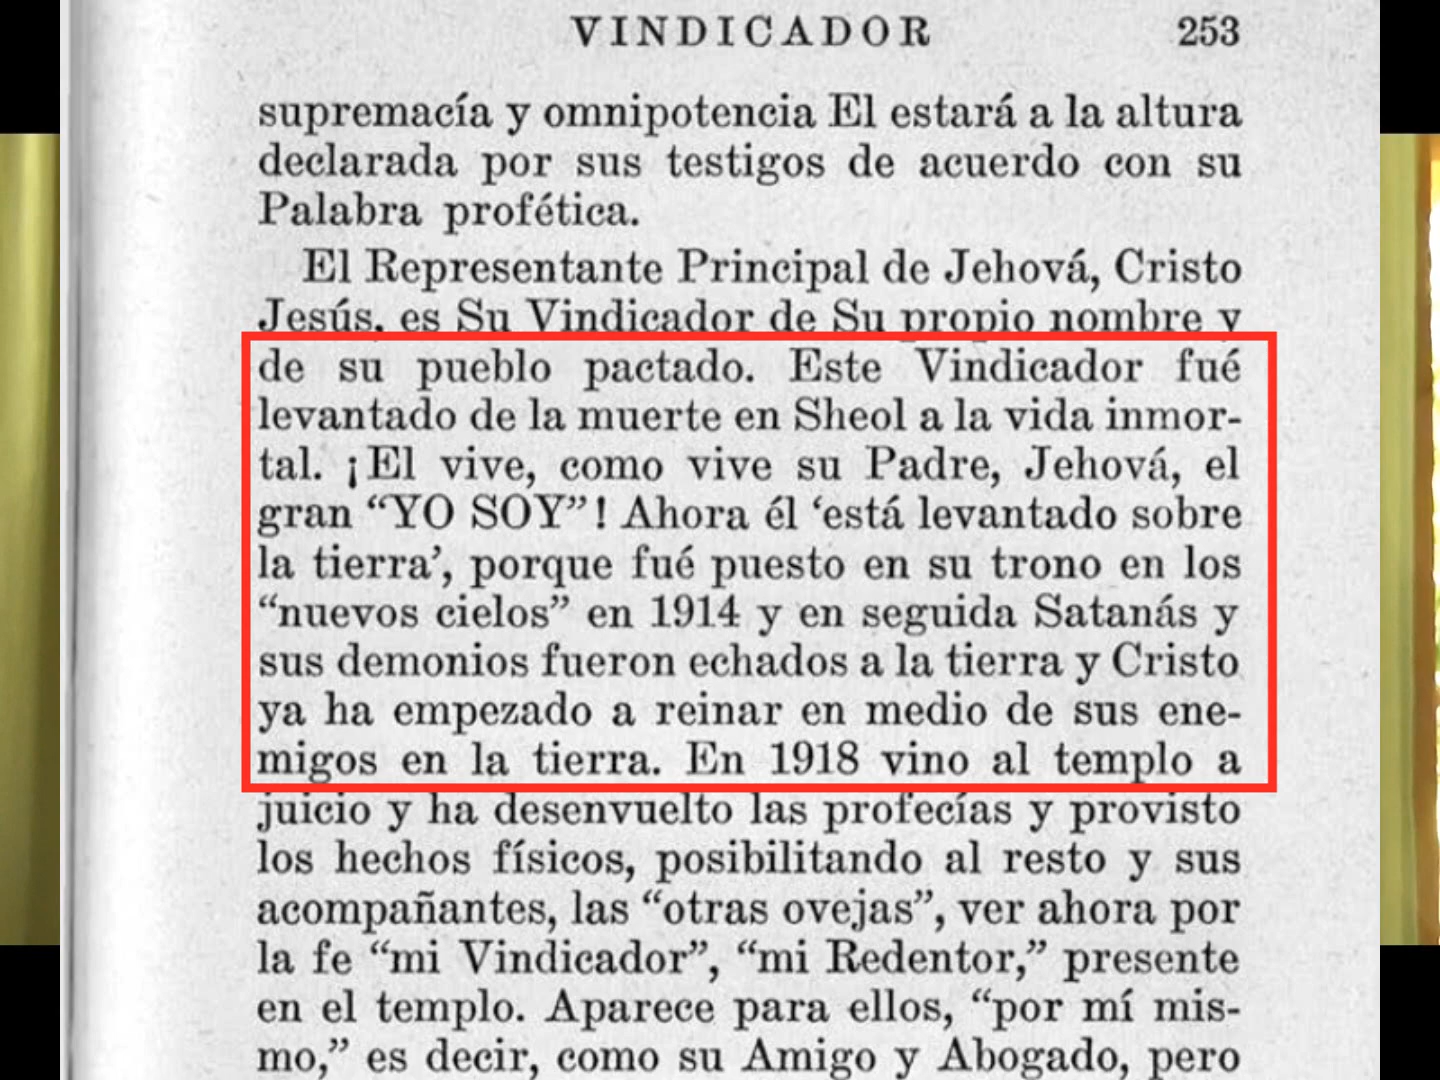 VINDICADOR 253
supremacía y omnipotencia El estará a la altura
declarada por sus testigos de acuerdo con su
Palabra profética.
El Representante Principal de Jehová, Cristo
Jesús, es Su Vindicador de Su propio nombre y
de su pueblo pactado. Este Vindicador fué
levantado de la muerte en Sheol a la vida inmor-
tal. ¡El vive, como vive su Padre, Jehová, el
gran “YO SOY”! Ahora él ‘está levantado sobre
la tierra’, porque fué puesto en su trono en los
“nuevos cielos” en 1914 y en seguida Satanás y
sus demonios fueron echados a la tierra y Cristo
ya ha empezado a reinar en medio de sus ene-
migos en la tierra. En 1918 vino al templo a
juicio y ha desenvuelto las profecías y provisto
los hechos físicos, posibilitando al resto y sus
acompañantes, las “otras ovejas”, ver ahora por
la fe “mi Vindicador”, “mi Redentor,” presente
en el templo. Aparece para ellos, “por mí mis-
mo,” es decir, como su Amigo y Abogado, pero